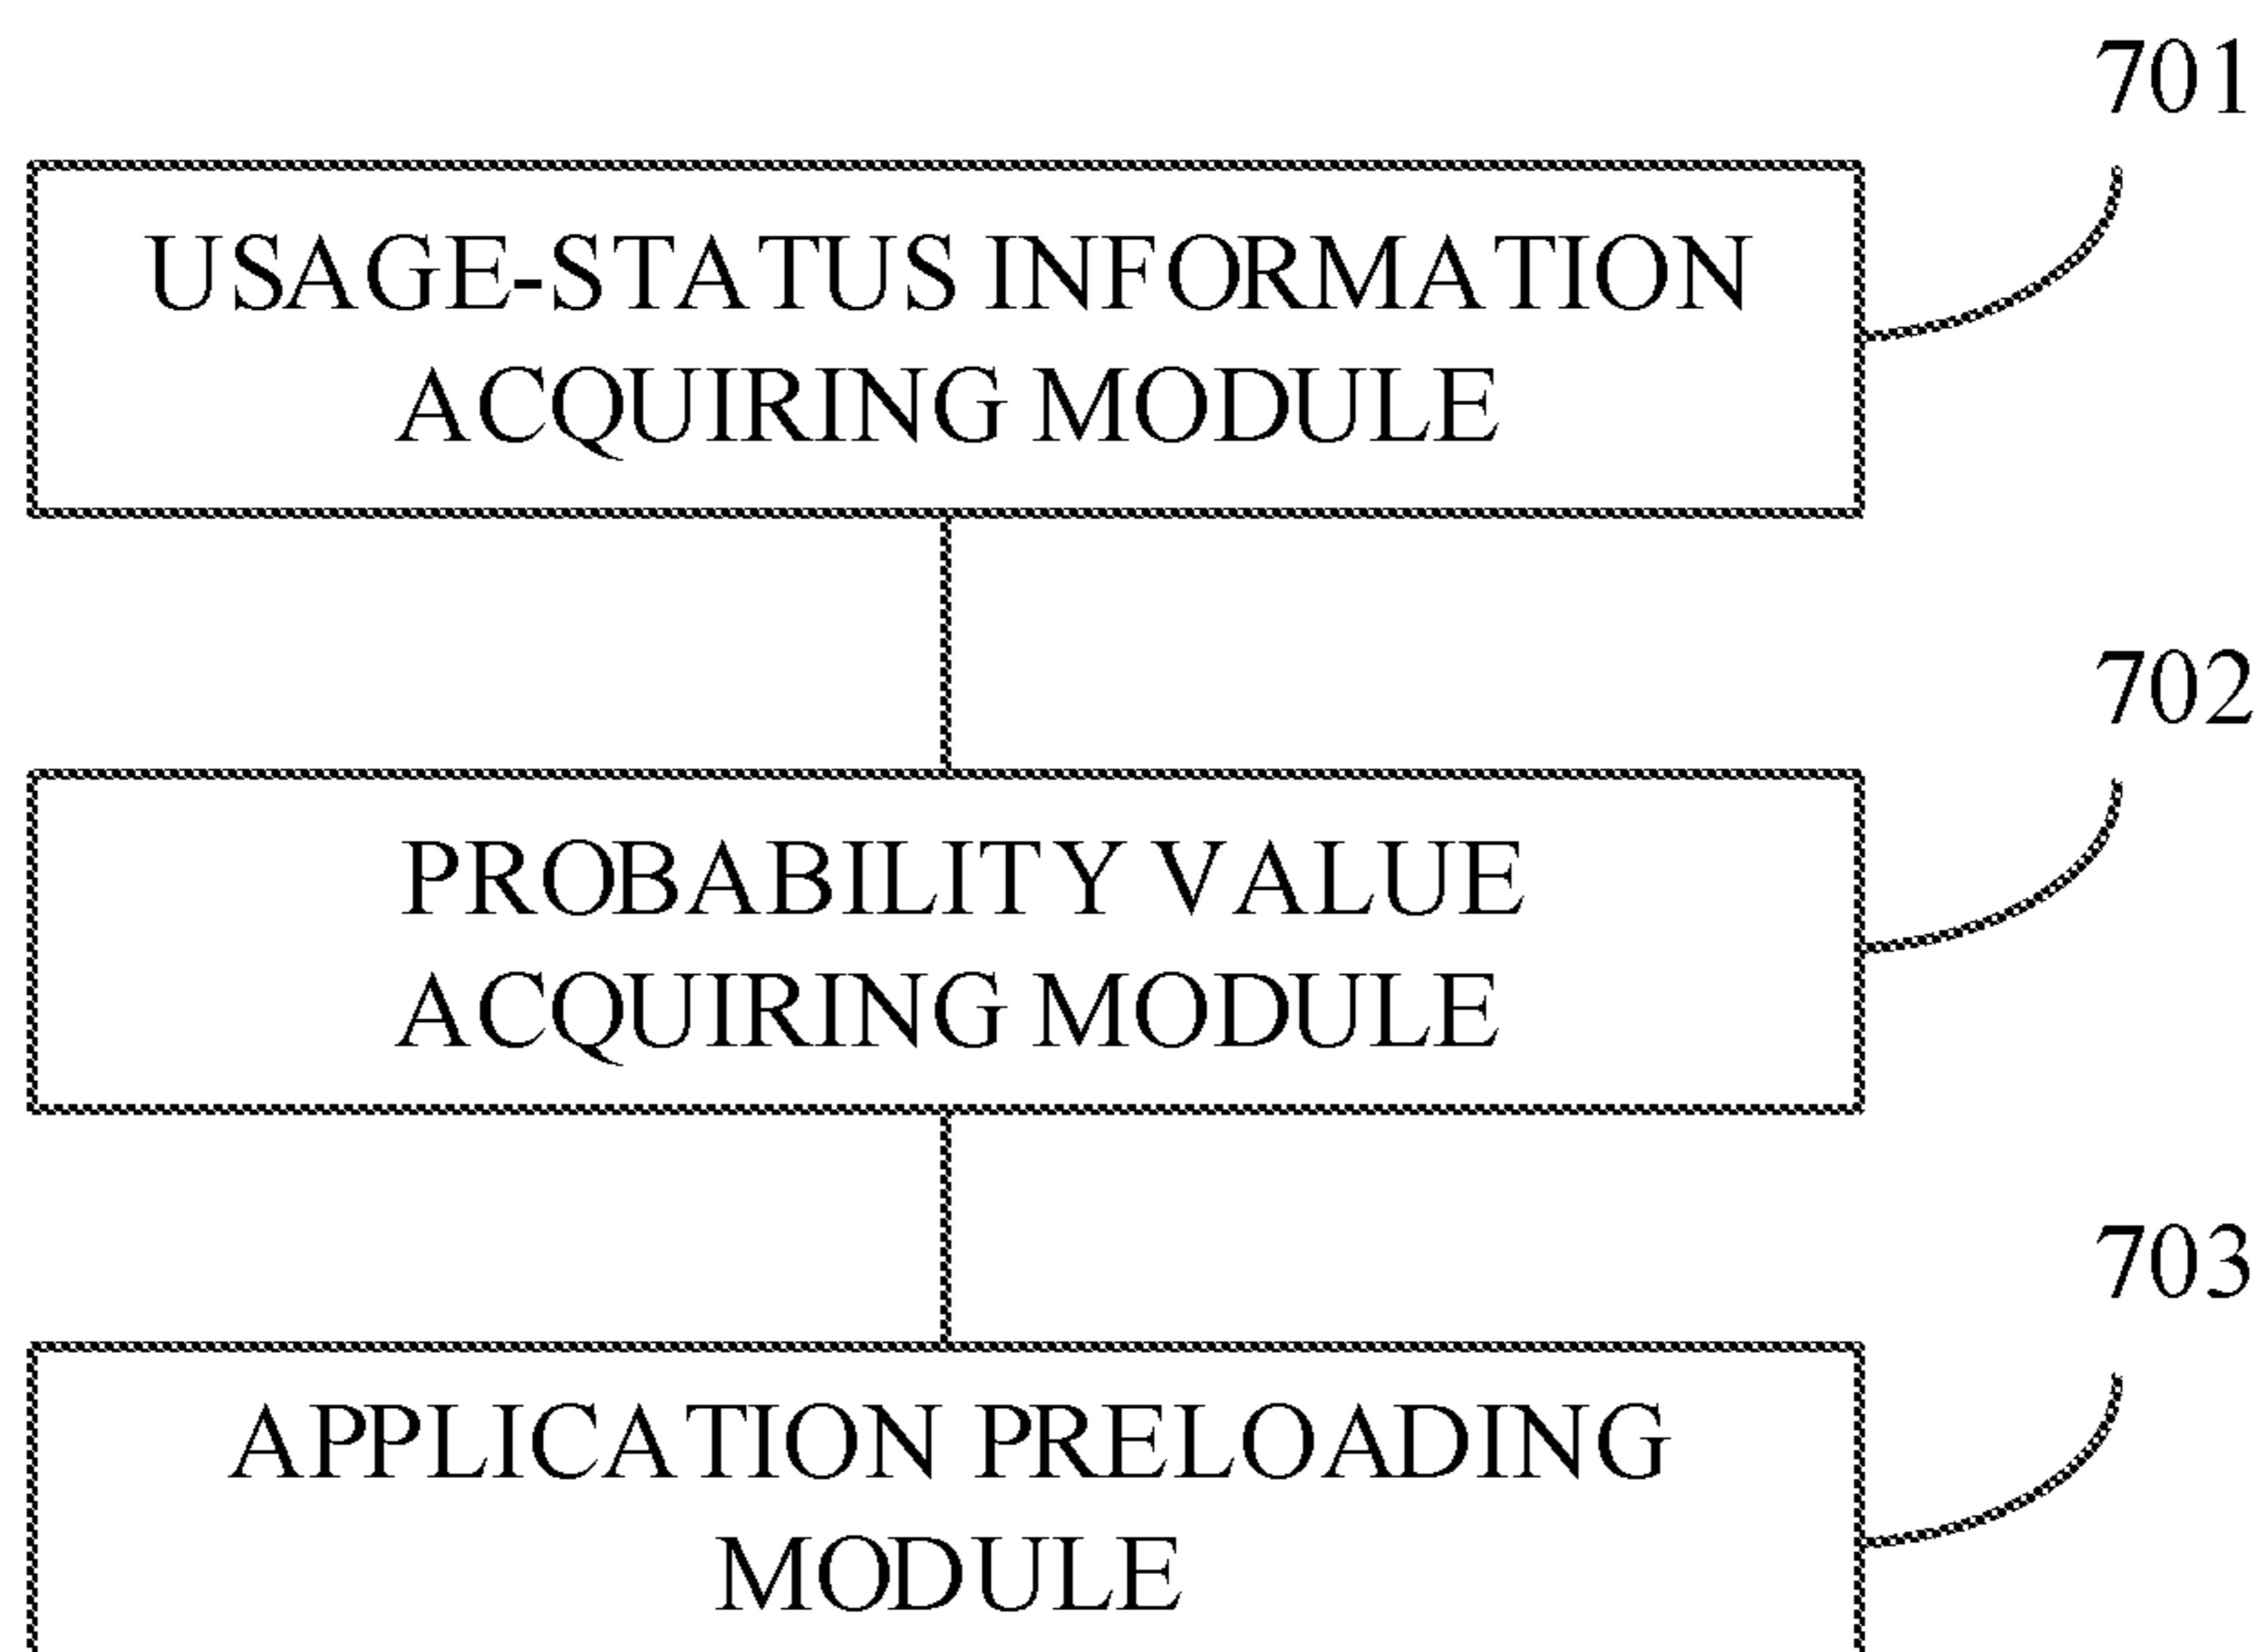 701
USAGE-STATUS INFORMATION
ACQUIRING MODULE
702
PROBABILITY VALUE
ACQUIRING MODULE
703
APPLICATION PRELOADING
MODULE